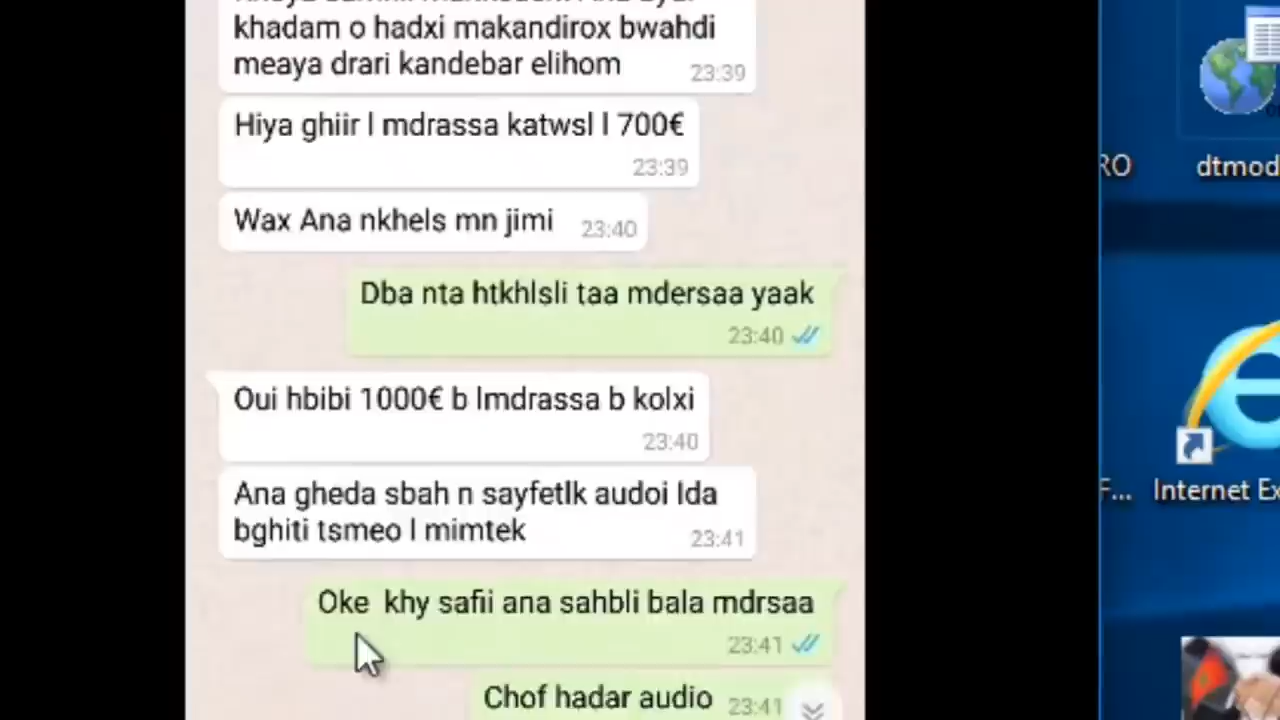 khadam o hadxi makandirox bwahdi
meaya drari kandebar elihom
23:39
Hiya ghiir l mdrassa katwsl l 700€
23:39
Wax Ana nkhels mn jimi
23:40
Dba nta htkhlsli taa mdersaa yaak
23:40
Oui hbibi 1000€ b lmdrassa b kolxi
23:40
Ana gheda sbah n sayfetlk audoi Ida
bghiti tsmeo l mimtek
23:41
Oke khy safii ana sahbli bala mdrsaa
23:41
Chof hadar audio
23:41
RO
dtmod
F...
Internet Ex